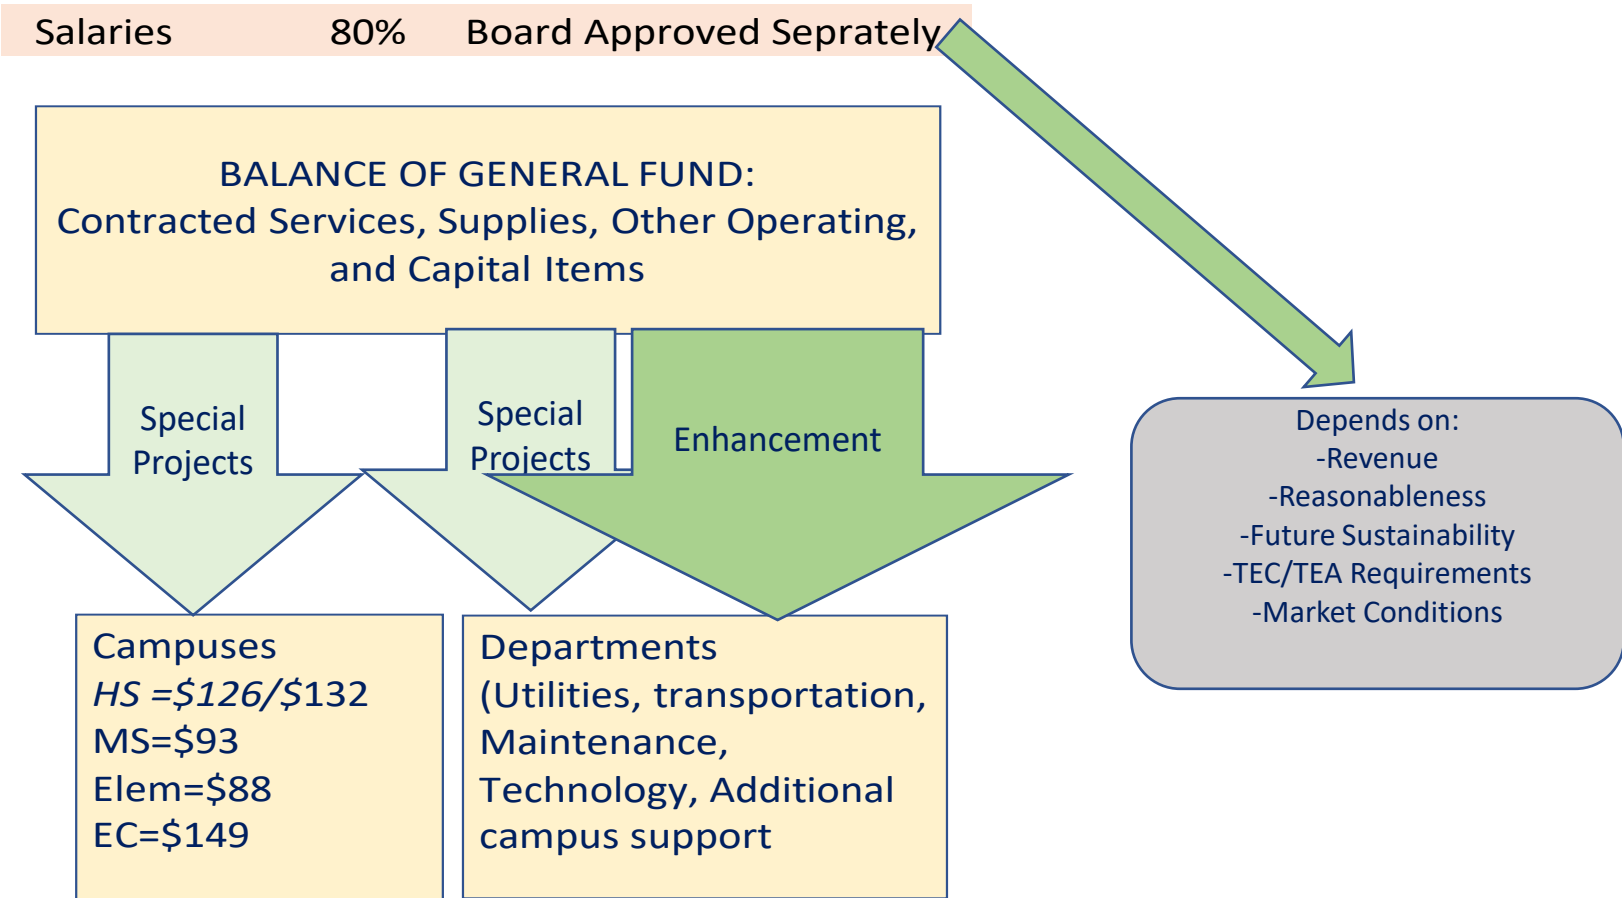 Salaries 80% Board Approved Seprately
BALANCE OF GENERAL FUND:
Contracted Services, Supplies, Other Operating,
and Capital Items
Special
Projects
Special
Projects
Enhancement
Depends on:
-Revenue
-Reasonableness
-Future Sustainability
-TEC/TEA Requirements
-Market Conditions
Campuses
HS =$126/$132
MS=$93
Elem=$88
EC=$149
Departments
(Utilities, transportation,
Maintenance,
Technology, Additional
campus support